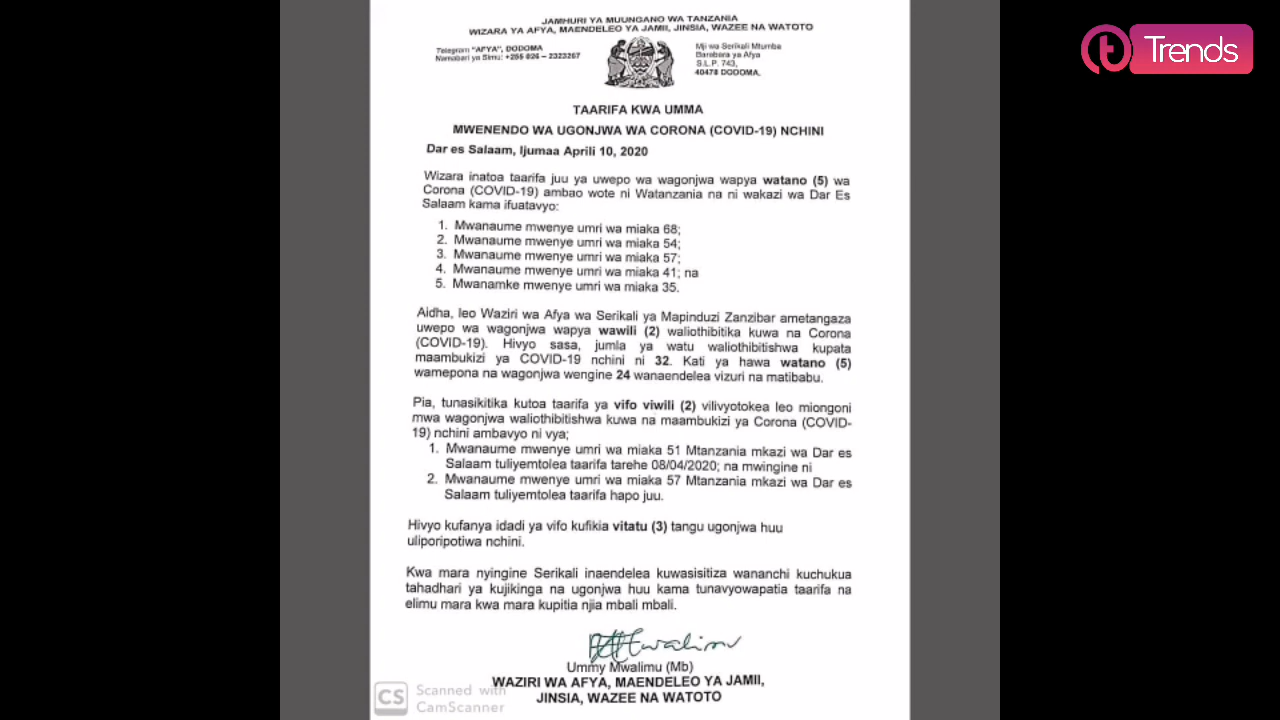 JAMHURI YA MUUNGANO WA TANZANIA
WIZARA YA AFYA, MAENDELEO YA JAMII, JINSIA, WAZEE NA WATOTO
Telegram "AFYA", DODOMA
Namabari ya Simu: +255 026 – 2323267
Mji wa Serikali Mtumba
Barabara ya Afya
S.L.P. 743,
40478 DODOMA.
t Trends
TAARIFA KWA UMMA
MWENENDO WA UGONJWA WA CORONA (COVID-19) NCHINI
Dar es Salaam, Ijumaa Aprili 10, 2020
Wizara inatoa taarifa juu ya uwepo wa wagonjwa wapya watano (5) wa
Corona (COVID-19) ambao wote ni Watanzania na ni wakazi wa Dar Es
Salaam kama ifuatavyo:
1. Mwanaume mwenye umri wa miaka 68;
2. Mwanaume mwenye umri wa miaka 54;
3. Mwanaume mwenye umri wa miaka 57;
4. Mwanaume mwenye umri wa miaka 41; na
5. Mwanamke mwenye umri wa miaka 35.
Aidha, leo Waziri wa Afya wa Serikali ya Mapinduzi Zanzibar ametangaza
uwepo wa wagonjwa wapya wawili (2) waliothibitika kuwa na Corona
(COVID-19). Hivyo sasa, jumla ya watu waliothibitishwa kupata
maambukizi ya COVID-19 nchini ni 32. Kati ya hawa watano (5)
wamepona na wagonjwa wengine 24 wanaendelea vizuri na matibabu.
Pia, tunasikitika kutoa taarifa ya vifo viwili (2) vilivyotokea leo miongoni
mwa wagonjwa waliothibitishwa kuwa na maambukizi ya Corona (COVID-
19) nchini ambavyo ni vya;
1. Mwanaume mwenye umri wa miaka 51 Mtanzania mkazi wa Dar es
Salaam tuliyemtolea taarifa tarehe 08/04/2020; na mwingine ni
2. Mwanaume mwenye umri wa miaka 57 Mtanzania mkazi wa Dar es
Salaam tuliyemtolea taarifa hapo juu.
Hivyo kufanya idadi ya vifo kufikia vitatu (3) tangu ugonjwa huu
uliporipotiwa nchini.
Kwa mara nyingine Serikali inaendelea kuwasisitiza wananchi kuchukua
tahadhari ya kujikinga na ugonjwa huu kama tunavyowapatia taarifa na
elimu mara kwa mara kupitia njia mbali mbali.
Ummy Mwalimu (Mb)
WAZIRI WA AFYA, MAENDELEO YA JAMII,
JINSIA, WAZEE NA WATOTO
CS Scanned with
CamScanner